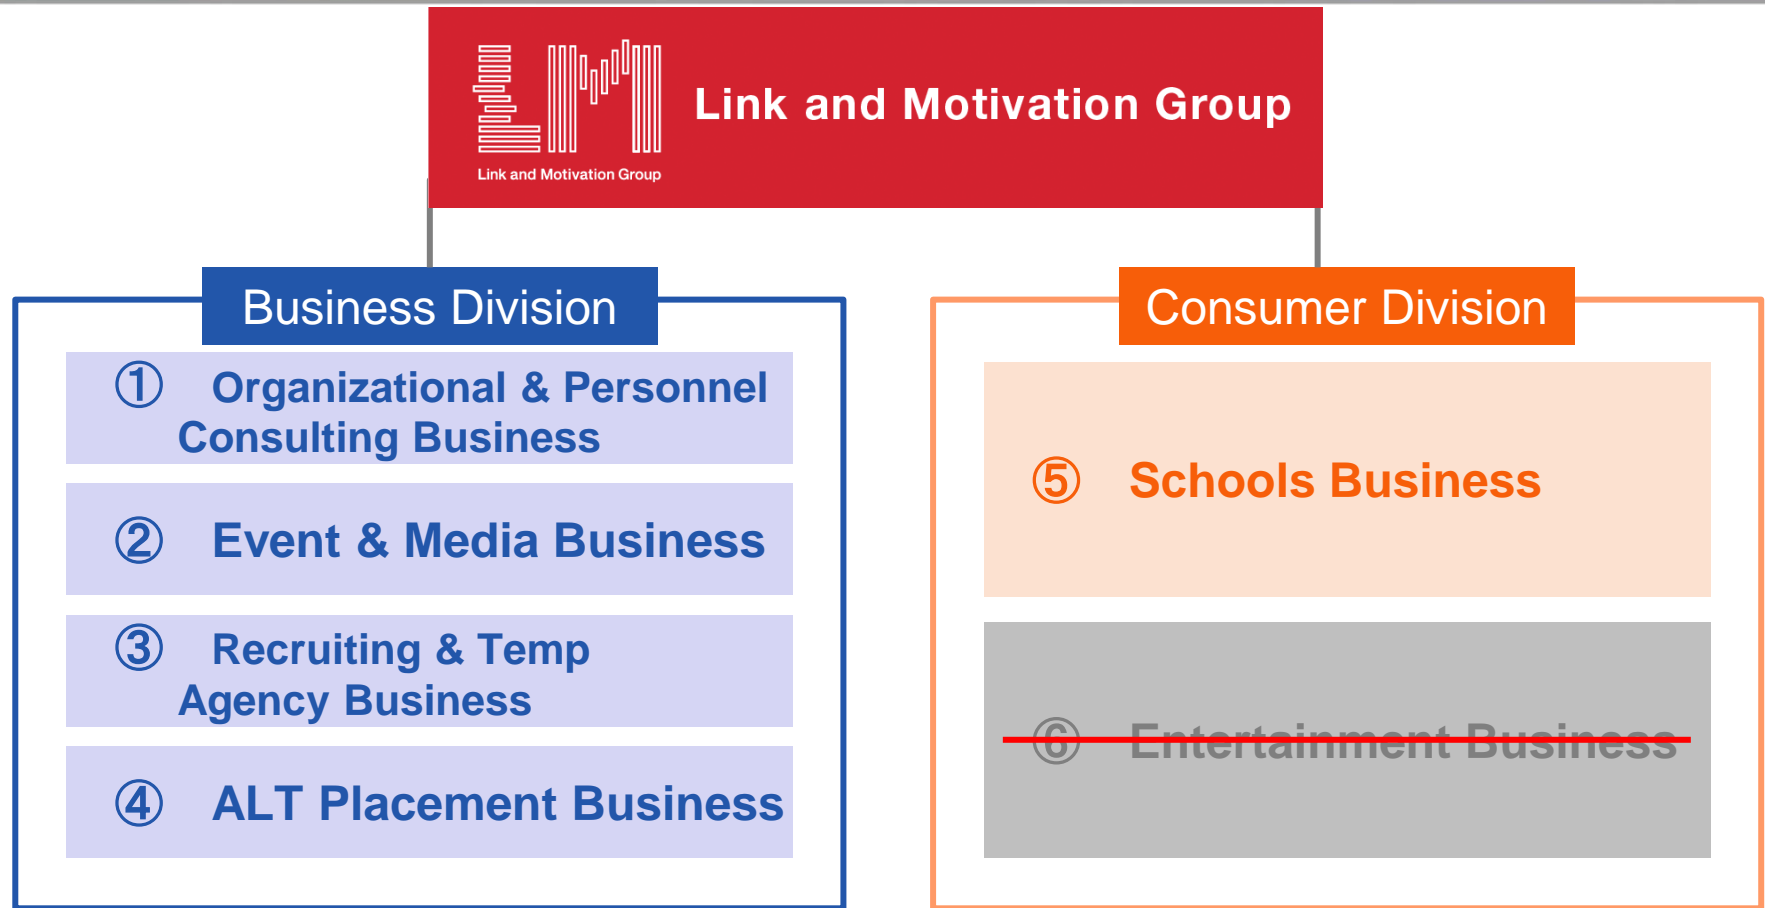 Link and Motivation Group
Link and Motivation Group
Business Division
① Organizational & Personnel
Consulting Business
② Event & Media Business
③ Recruiting & Temp
Agency Business
④ ALT Placement Business
Consumer Division
⑤ Schools Business
⑥ Entertainment Business